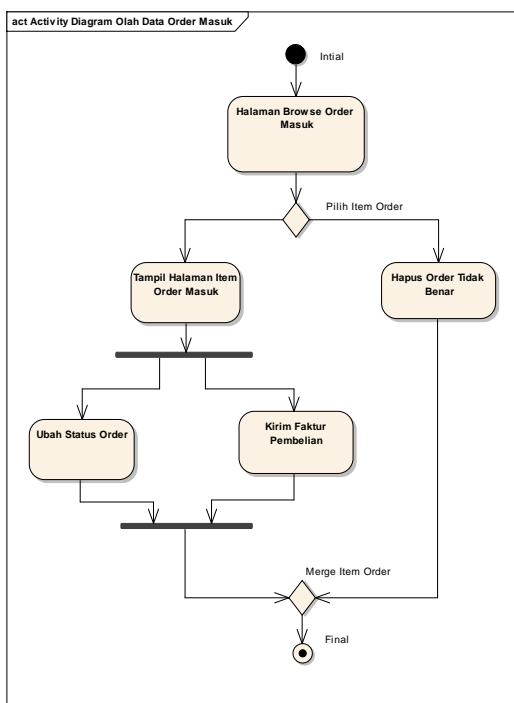 act Activity Diagram Olah Data Order Masuk
Intial
Halaman Browse Order
Masuk
Pilih Item Order
Tampil Halaman Item
Order Masuk
Hapus Order Tidak
Benar
Ubah Status Order
Kirim Faktur
Pembelian
Merge Item Order
Final